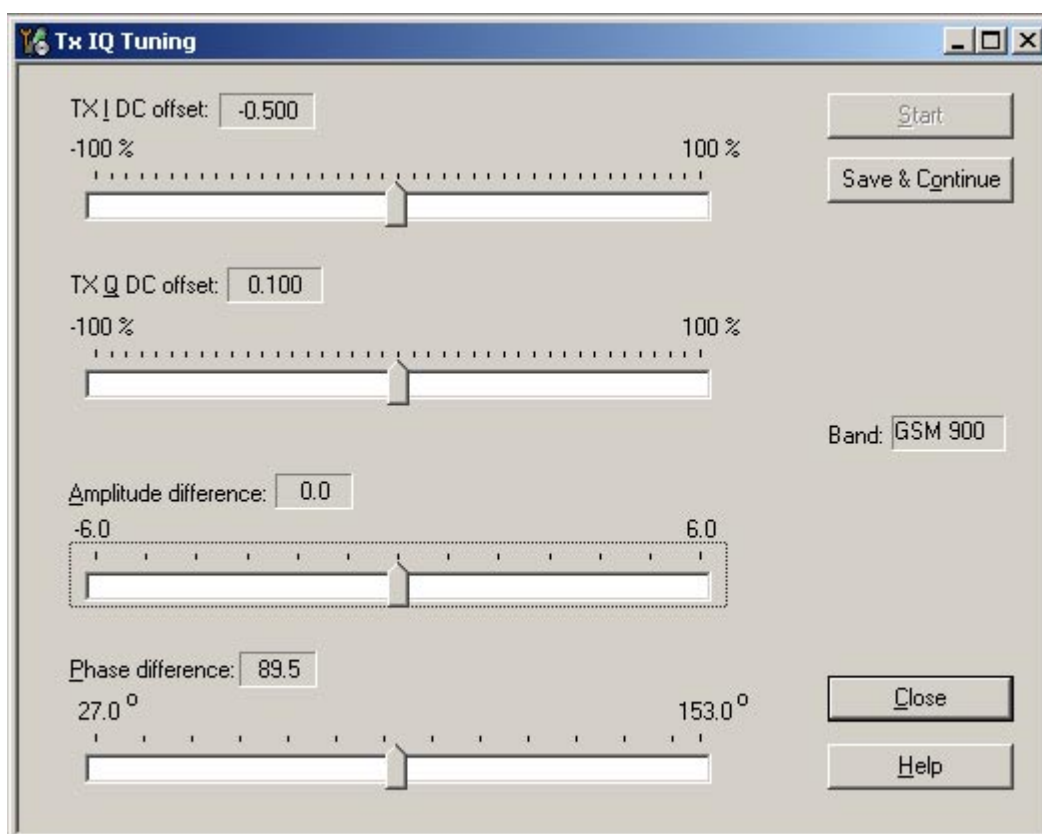 Tx IQ Tuning
TX I DC offset: -0.500
-100 % 100 %
Start
Save & Continue
TX Q DC offset: 0.100
-100 % 100 %
Band: GSM 900
Amplitude difference: 0.0
-6.0 6.0
Phase difference: 89.5
27.0 º 153.0 º
Close
Help